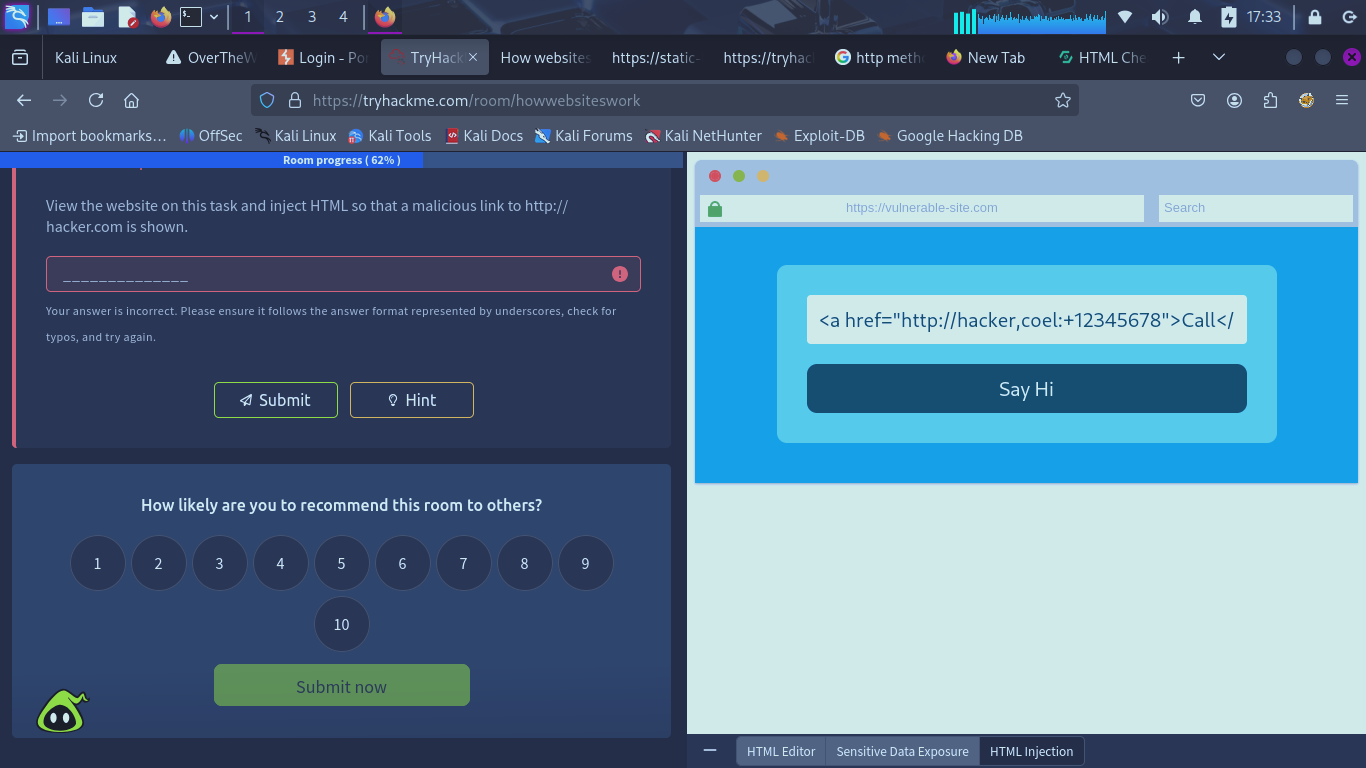 1 2 3 4 17:33
Kali Linux OverTheW Login - Po TryHack How websites https://static- https://tryhac http meth New Tab HTML Che
https://tryhackme.com/room/howwebsiteswork
Import bookmarks… OffSec Kali Linux Kali Tools Kali Docs Kali Forums Kali NetHunter Exploit-DB Google Hacking DB
Room progress ( 62% )
View the website on this task and inject HTML so that a malicious link to http://
hacker.com is shown.
______________
Your answer is incorrect. Please ensure it follows the answer format represented by underscores, check for
typos, and try again.
Submit Hint
How likely are you to recommend this room to others?
1 2 3 4 5 6 7 8 9
10
Submit now
https://vulnerable-site.com Search
<a href="http://hacker,coel:+12345678">Call</
Say Hi
HTML Editor Sensitive Data Exposure HTML Injection